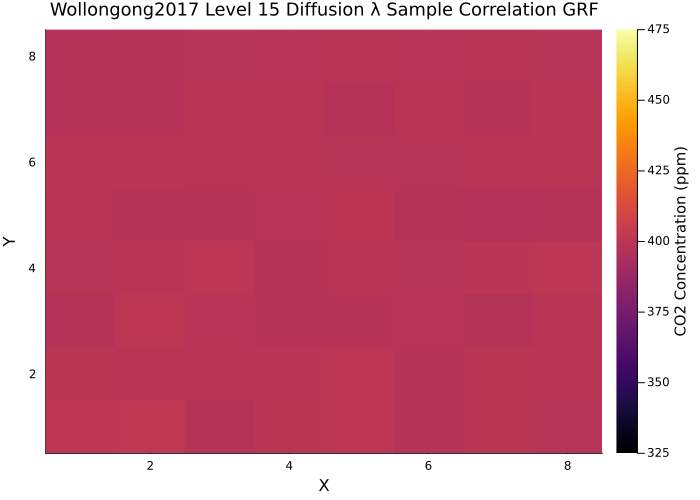 Wollongong2017 Level 15 Diffusion λ Sample Correlation GRF
8
6
4
2
Y
2 4 6 8
X
475
450
425
400
375
350
325
CO2 Concentration (ppm)